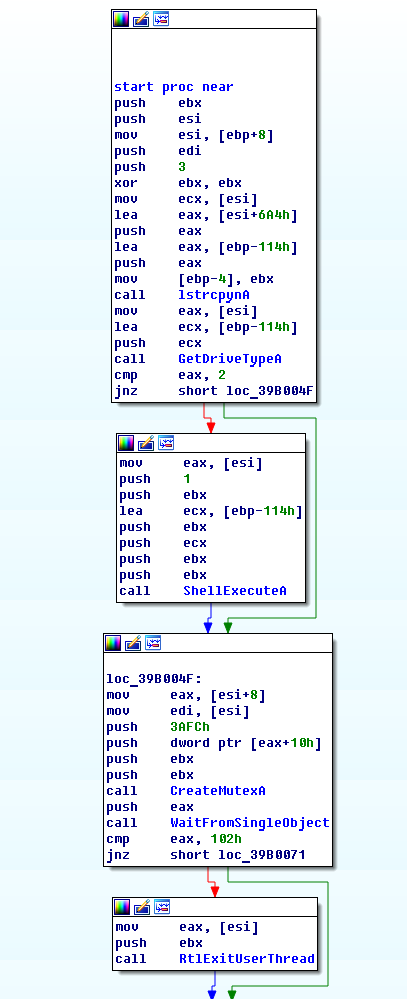 start proc near
push ebx
push esi
mov esi, [ebp+8]
push edi
push 3
xor ebx, ebx
mov ecx, [esi]
lea eax, [esi+6A4h]
push eax
lea eax, [ebp-114h]
push eax
mov [ebp-4], ebx
call lstrcpynA
mov eax, [esi]
lea ecx, [ebp-114h]
push ecx
call GetDriveTypeA
cmp eax, 2
jnz short loc_39B004F
mov eax, [esi]
push 1
push ebx
lea ecx, [ebp-114h]
push ebx
push ecx
push ebx
push ebx
call ShellExecuteA
loc_39B004F:
mov eax, [esi+8]
mov edi, [esi]
push 3AFCh
push dword ptr [eax+10h]
push ebx
push ebx
call CreateMutexA
push eax
call WaitFromSingleObject
cmp eax, 102h
jnz short loc_39B0071
mov eax, [esi]
push ebx
call RtlExitUserThread